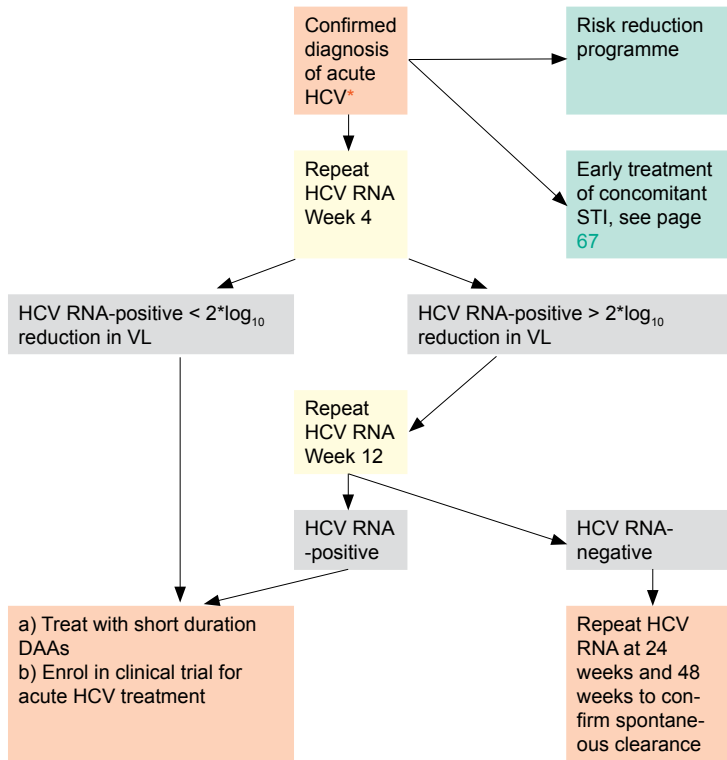 Confirmed
diagnosis
of acute
HCV*
Risk reduction
programme
Repeat
HCV RNA
Week 4
Early treatment
of concomitant
STI, see page
67
HCV RNA-positive < 2*log₁₀
reduction in VL
HCV RNA-positive > 2*log₁₀
reduction in VL
Repeat
HCV RNA
Week 12
HCV RNA
-positive
HCV RNA-
negative
a) Treat with short duration
DAAs
b) Enrol in clinical trial for
acute HCV treatment
Repeat HCV
RNA at 24
weeks and 48
weeks to con-
firm spontane-
ous clearance